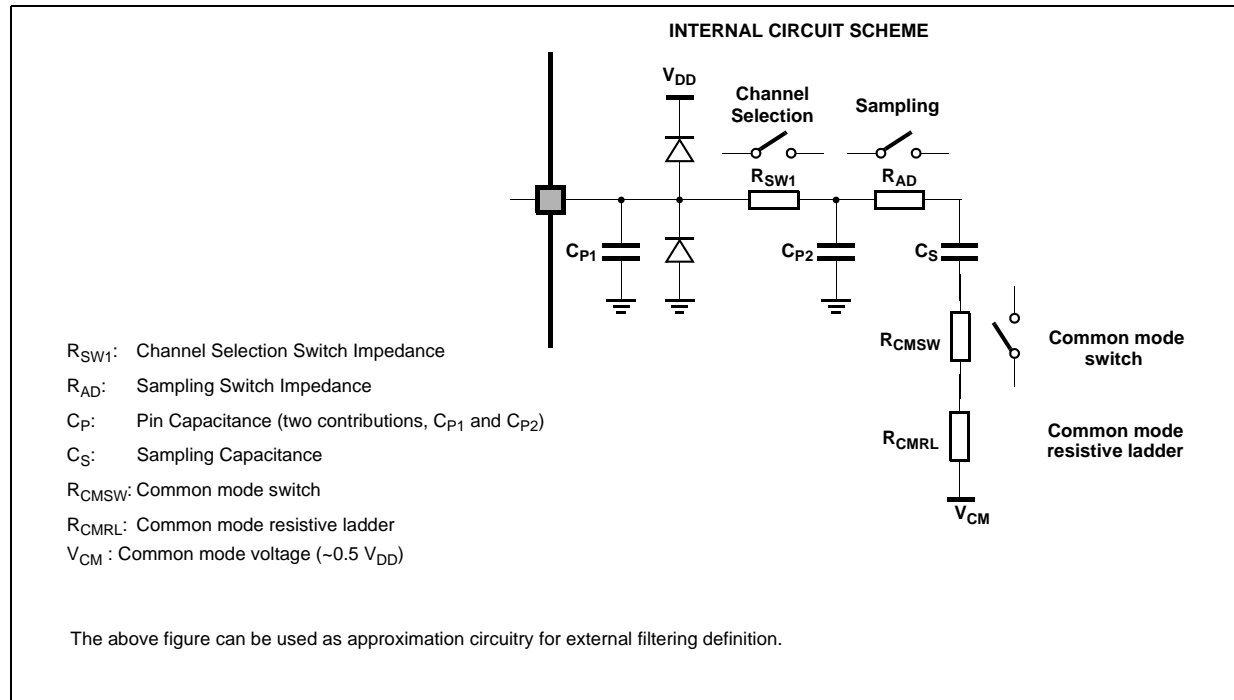 INTERNAL CIRCUIT SCHEME
VDD
Channel
Selection
Sampling
RSW1
RAD
CP1
CP2
CS
RCMSW
Common mode
switch
RCMRL
Common mode
resistive ladder
VCM
RSW1: Channel Selection Switch Impedance
RAD: Sampling Switch Impedance
CP: Pin Capacitance (two contributions, CP1 and CP2)
CS: Sampling Capacitance
RCMSW: Common mode switch
RCMRL: Common mode resistive ladder
VCM : Common mode voltage (~0.5 VDD)
The above figure can be used as approximation circuitry for external filtering definition.